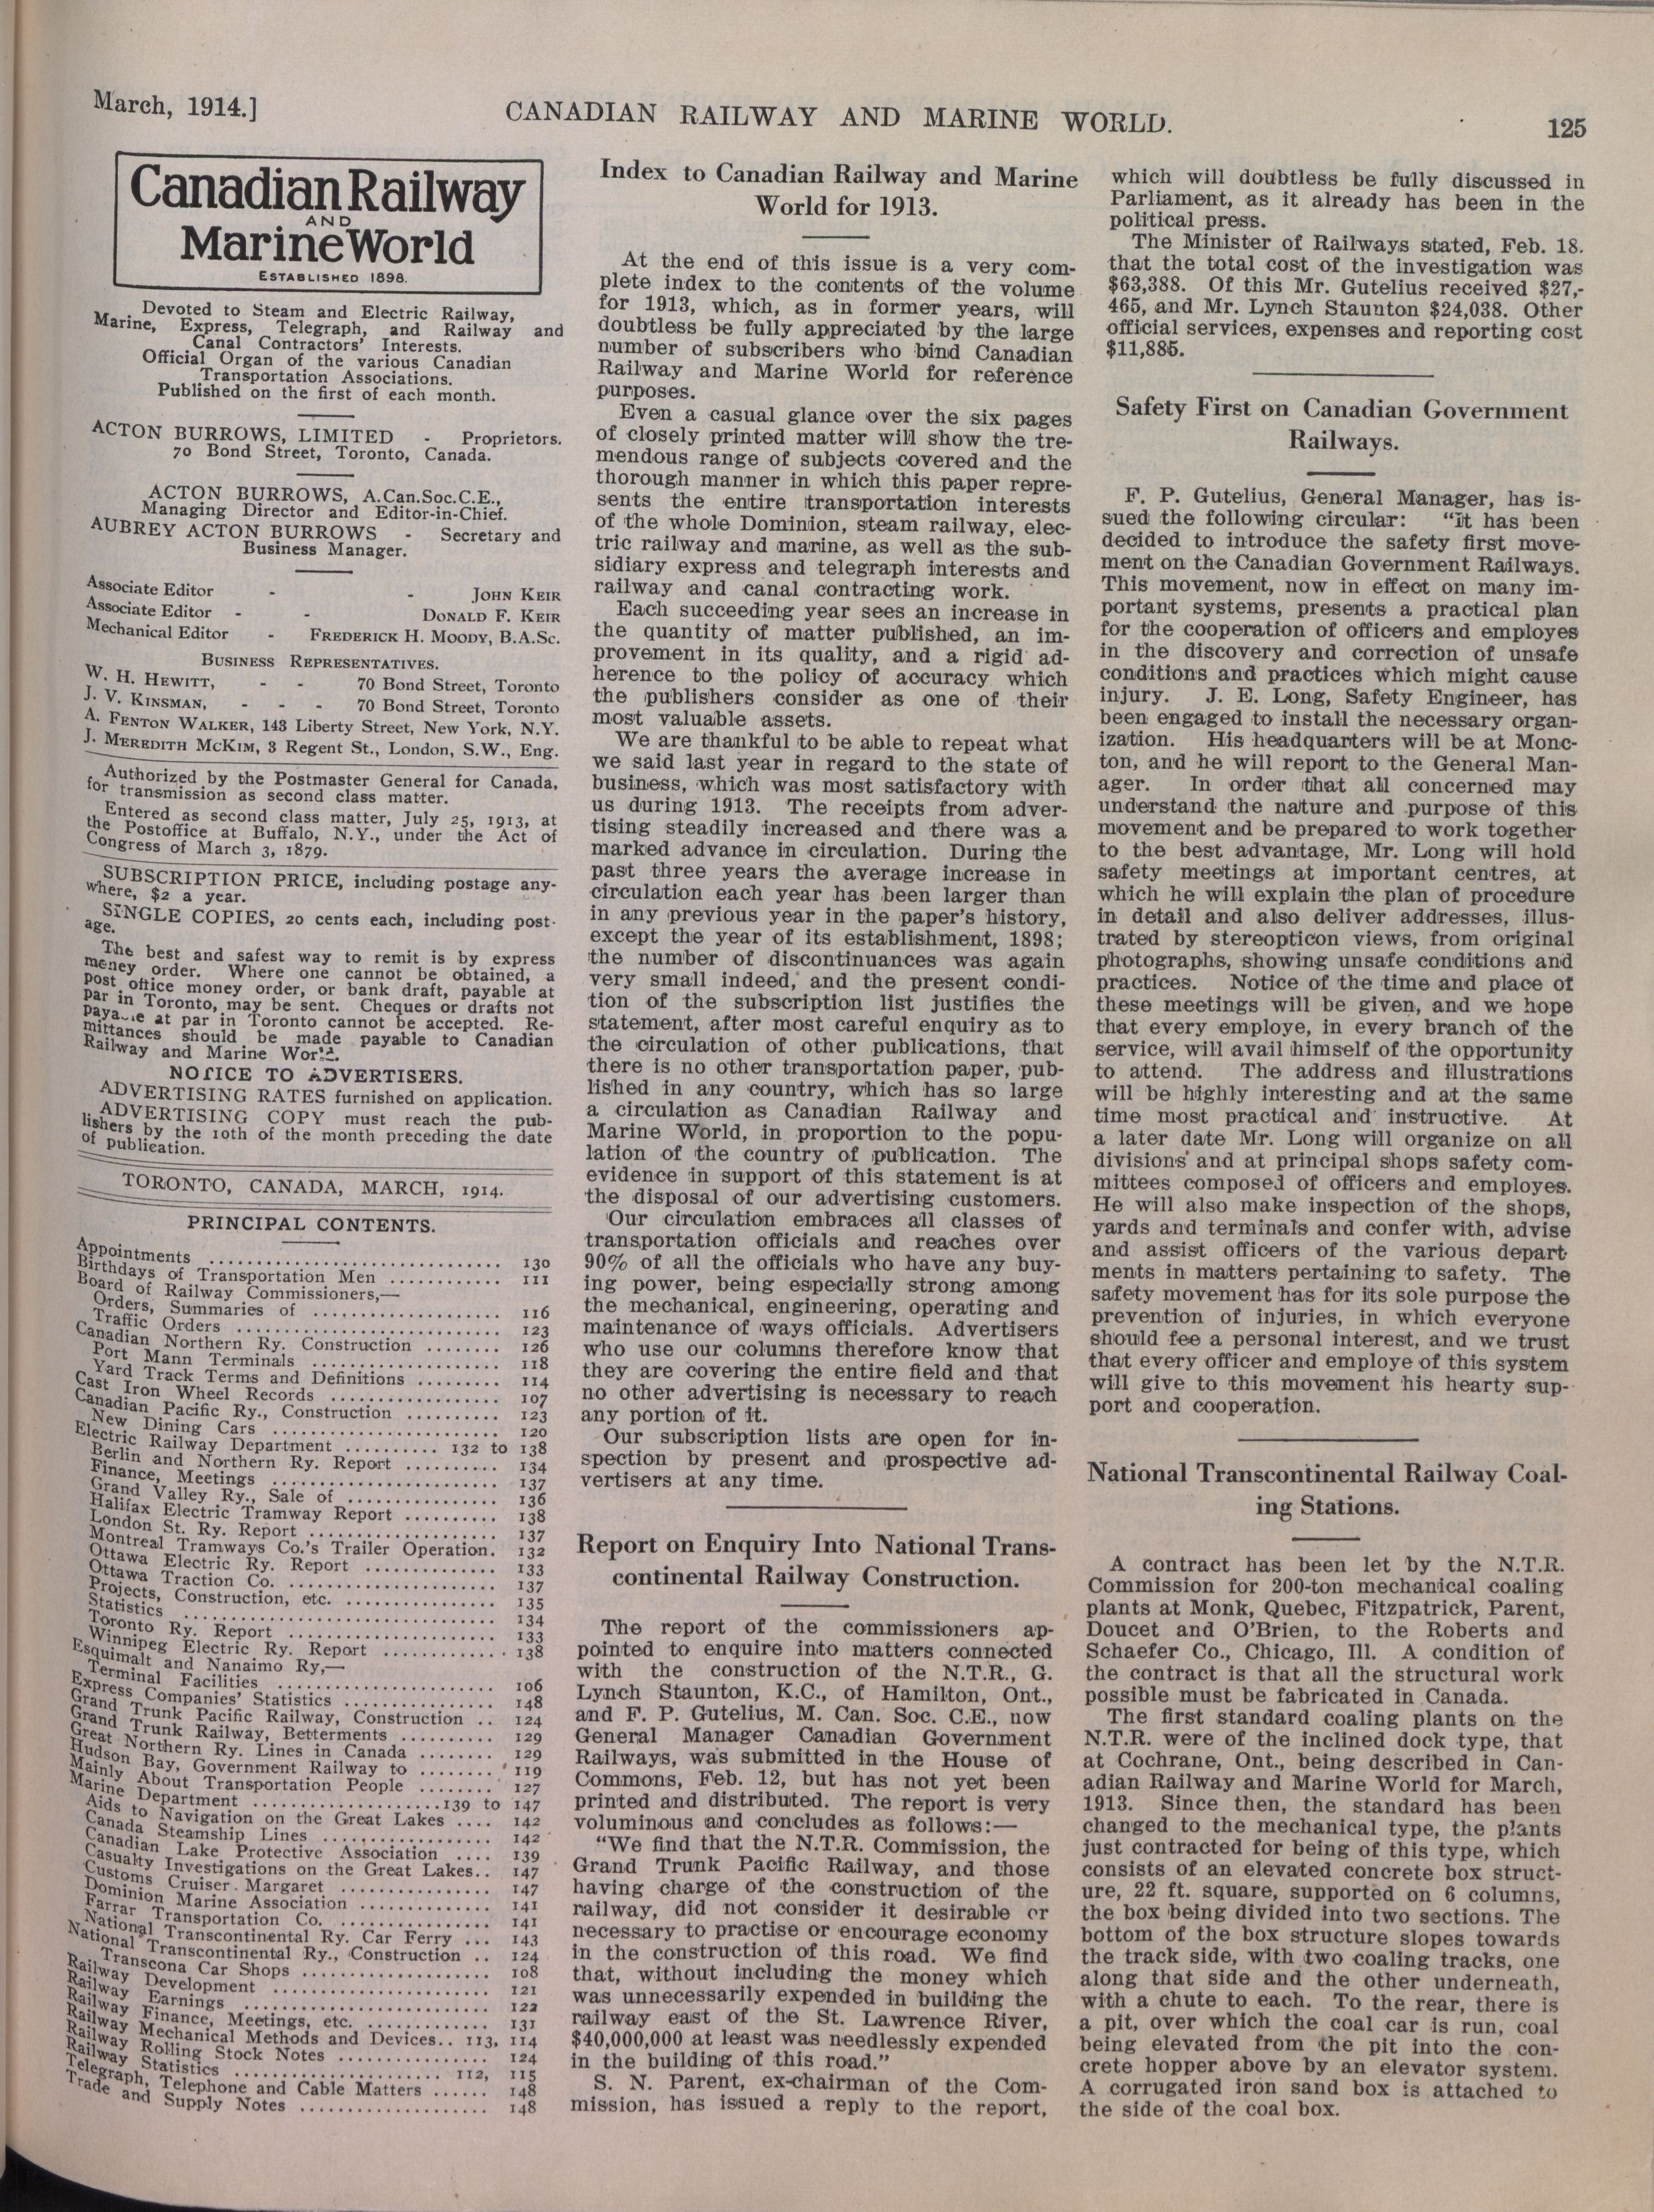 March, 1914.]
CANADIAN RAILWAY AND MARINE WORLD.
125
Canadian Railway
AND
Marine World
ESTABLISHED 1898.
Devoted to Steam and Electric Railway,
Marine, Express, Telegraph, and Railway and
Canal Contractors' Interests.
Official Organ of the various Canadian
Transportation Associations.
Published on the first of each month.
ACTON BURROWS, LIMITED - Proprietors.
70 Bond Street, Toronto, Canada.
ACTON BURROWS, A.Can.Soc.C.E.,
Managing Director and Editor-in-Chief.
AUBREY ACTON BURROWS - Secretary and
Business Manager.
Associate Editor - - JOHN KEIR
Associate Editor - - DONALD F. KEIR
Mechanical Editor - FREDERICK H. MOODY, B.A.Sc.
BUSINESS REPRESENTATIVES.
W. H. HEWITT, - - 70 Bond Street, Toronto
J. V. KINSMAN, - - - 70 Bond Street, Toronto
A. FENTON WALKER, 143 Liberty Street, New York, N.Y.
J. MEREDITH MCKIM, 3 Regent St., London, S.W., Eng.
Authorized by the Postmaster General for Canada,
for transmission as second class matter.
Entered as second class matter, July 25, 1913, at
the Postoffice at Buffalo, N.Y., under the Act of
Congress of March 3, 1879.
SUBSCRIPTION PRICE, including postage any-
where, $2 a year.
SINGLE COPIES, 20 cents each, including post-
age.
The best and safest way to remit is by express
money order. Where one cannot be obtained, a
post office money order, or bank draft, payable at
par in Toronto, may be sent. Cheques or drafts not
payable at par in Toronto cannot be accepted. Re-
mittances should be made payable to Canadian
Railway and Marine World.
NOTICE TO ADVERTISERS.
ADVERTISING RATES furnished on application.
ADVERTISING COPY must reach the pub-
lishers by the 10th of the month preceding the date
of publication.
TORONTO, CANADA, MARCH, 1914.
PRINCIPAL CONTENTS.
Appointments .......... 130
Birthdays of Transportation Men .......... 111
Board of Railway Commissioners,—
Orders, Summaries of .......... 116
Traffic Orders .......... 123
Canadian Northern Ry. Construction .......... 126
Port Mann Terminals .......... 118
Yard Track Terms and Definitions .......... 114
Cast Iron Wheel Records .......... 107
Canadian Pacific Ry., Construction .......... 123
New Dining Cars .......... 120
Electric Railway Department .......... 132 to 138
Berlin and Northern Ry. Report .......... 134
Finance, Meetings .......... 137
Grand Valley Ry., Sale of .......... 136
Halifax Electric Tramway Report .......... 138
London St. Ry. Report .......... 137
Montreal Tramways Co.'s Trailer Operation. 132
Ottawa Electric Ry. Report .......... 133
Ottawa Traction Co. .......... 137
Projects, Construction, etc. .......... 135
Statistics .......... 134
Toronto Ry. Report .......... 133
Winnipeg Electric Ry. Report .......... 138
Esquimalt and Nanaimo Ry,—
Terminal Facilities .......... 106
Express Companies' Statistics .......... 148
Grand Trunk Pacific Railway, Construction .. 124
Grand Trunk Railway, Betterments .......... 129
Great Northern Ry. Lines in Canada .......... 129
Hudson Bay, Government Railway to .......... 119
Mainly About Transportation People .......... 127
Marine Department .......... 139 to 147
Aids to Navigation on the Great Lakes .... 142
Canada Steamship Lines .......... 142
Canadian Lake Protective Association .... 139
Casualty Investigations on the Great Lakes.. 147
Customs Cruiser Margaret .......... 147
Dominion Marine Association .......... 141
Farrar Transportation Co. .......... 141
National Transcontinental Ry. Car Ferry ... 143
National Transcontinental Ry., Construction .. 124
Transcona Car Shops .......... 108
Railway Development .......... 121
Railway Earnings .......... 122
Railway Finance, Meetings, etc. .......... 131
Railway Mechanical Methods and Devices.. 113, 114
Railway Rolling Stock Notes .......... 124
Railway Statistics .......... 112, 115
Telegraph, Telephone and Cable Matters ...... 148
Trade and Supply Notes .......... 148
Index to Canadian Railway and Marine
World for 1913.
At the end of this issue is a very com-
plete index to the contents of the volume
for 1913, which, as in former years, will
doubtless be fully appreciated by the large
number of subscribers who bind Canadian
Railway and Marine World for reference
purposes.
Even a casual glance over the six pages
of closely printed matter will show the tre-
mendous range of subjects covered and the
thorough manner in which this paper repre-
sents the entire transportation interests
of the whole Dominion, steam railway, elec-
tric railway and marine, as well as the sub-
sidiary express and telegraph interests and
railway and canal contracting work.
Each succeeding year sees an increase in
the quantity of matter published, an im-
provement in its quality, and a rigid ad-
herence to the policy of accuracy which
the publishers consider as one of their
most valuable assets.
We are thankful to be able to repeat what
we said last year in regard to the state of
business, which was most satisfactory with
us during 1913. The receipts from adver-
tising steadily increased and there was a
marked advance in circulation. During the
past three years the average increase in
circulation each year has been larger than
in any previous year in the paper's history,
except the year of its establishment, 1898;
the number of discontinuances was again
very small indeed, and the present condi-
tion of the subscription list justifies the
statement, after most careful enquiry as to
the circulation of other publications, that
there is no other transportation paper, pub-
lished in any country, which has so large
a circulation as Canadian Railway and
Marine World, in proportion to the popu-
lation of the country of publication. The
evidence in support of this statement is at
the disposal of our advertising customers.
Our circulation embraces all classes of
transportation officials and reaches over
90% of all the officials who have any buy-
ing power, being especially strong among
the mechanical, engineering, operating and
maintenance of ways officials. Advertisers
who use our columns therefore know that
they are covering the entire field and that
no other advertising is necessary to reach
any portion of it.
Our subscription lists are open for in-
spection by present and prospective ad-
vertisers at any time.
Report on Enquiry Into National Trans-
continental Railway Construction.
The report of the commissioners ap-
pointed to enquire into matters connected
with the construction of the N.T.R., G.
Lynch Staunton, K.C., of Hamilton, Ont.,
and F. P. Gutelius, M. Can. Soc. C.E., now
General Manager Canadian Government
Railways, was submitted in the House of
Commons, Feb. 12, but has not yet been
printed and distributed. The report is very
voluminous and concludes as follows:—
"We find that the N.T.R. Commission, the
Grand Trunk Pacific Railway, and those
having charge of the construction of the
railway, did not consider it desirable or
necessary to practise or encourage economy
in the construction of this road. We find
that, without including the money which
was unnecessarily expended in building the
railway east of the St. Lawrence River,
$40,000,000 at least was needlessly expended
in the building of this road."
S. N. Parent, ex-chairman of the Com-
mission, has issued a reply to the report,
which will doubtless be fully discussed in
Parliament, as it already has been in the
political press.
The Minister of Railways stated, Feb. 18.
that the total cost of the investigation was
$63,388. Of this Mr. Gutelius received $27,-
465, and Mr. Lynch Staunton $24,038. Other
official services, expenses and reporting cost
$11,885.
Safety First on Canadian Government
Railways.
F. P. Gutelius, General Manager, has is-
sued the following circular: "It has been
decided to introduce the safety first move-
ment on the Canadian Government Railways.
This movement, now in effect on many im-
portant systems, presents a practical plan
for the cooperation of officers and employes
in the discovery and correction of unsafe
conditions and practices which might cause
injury. J. E. Long, Safety Engineer, has
been engaged to install the necessary organ-
ization. His headquarters will be at Monc-
ton, and he will report to the General Man-
ager. In order that all concerned may
understand the nature and purpose of this
movement and be prepared to work together
to the best advantage, Mr. Long will hold
safety meetings at important centres, at
which he will explain the plan of procedure
in detail and also deliver addresses, illus-
trated by stereopticon views, from original
photographs, showing unsafe conditions and
practices. Notice of the time and place of
these meetings will be given, and we hope
that every employe, in every branch of the
service, will avail himself of the opportunity
to attend. The address and illustrations
will be highly interesting and at the same
time most practical and instructive. At
a later date Mr. Long will organize on all
divisions and at principal shops safety com-
mittees composed of officers and employes.
He will also make inspection of the shops,
yards and terminals and confer with, advise
and assist officers of the various depart
ments in matters pertaining to safety. The
safety movement has for its sole purpose the
prevention of injuries, in which everyone
should fee a personal interest, and we trust
that every officer and employe of this system
will give to this movement his hearty sup-
port and cooperation.
National Transcontinental Railway Coal-
ing Stations.
A contract has been let by the N.T.R.
Commission for 200-ton mechanical coaling
plants at Monk, Quebec, Fitzpatrick, Parent,
Doucet and O'Brien, to the Roberts and
Schaefer Co., Chicago, Ill. A condition of
the contract is that all the structural work
possible must be fabricated in Canada.
The first standard coaling plants on the
N.T.R. were of the inclined dock type, that
at Cochrane, Ont., being described in Can-
adian Railway and Marine World for March,
1913. Since then, the standard has been
changed to the mechanical type, the plants
just contracted for being of this type, which
consists of an elevated concrete box struct-
ure, 22 ft. square, supported on 6 columns,
the box being divided into two sections. The
bottom of the box structure slopes towards
the track side, with two coaling tracks, one
along that side and the other underneath,
with a chute to each. To the rear, there is
a pit, over which the coal car is run, coal
being elevated from the pit into the con-
crete hopper above by an elevator system.
A corrugated iron sand box is attached to
the side of the coal box.